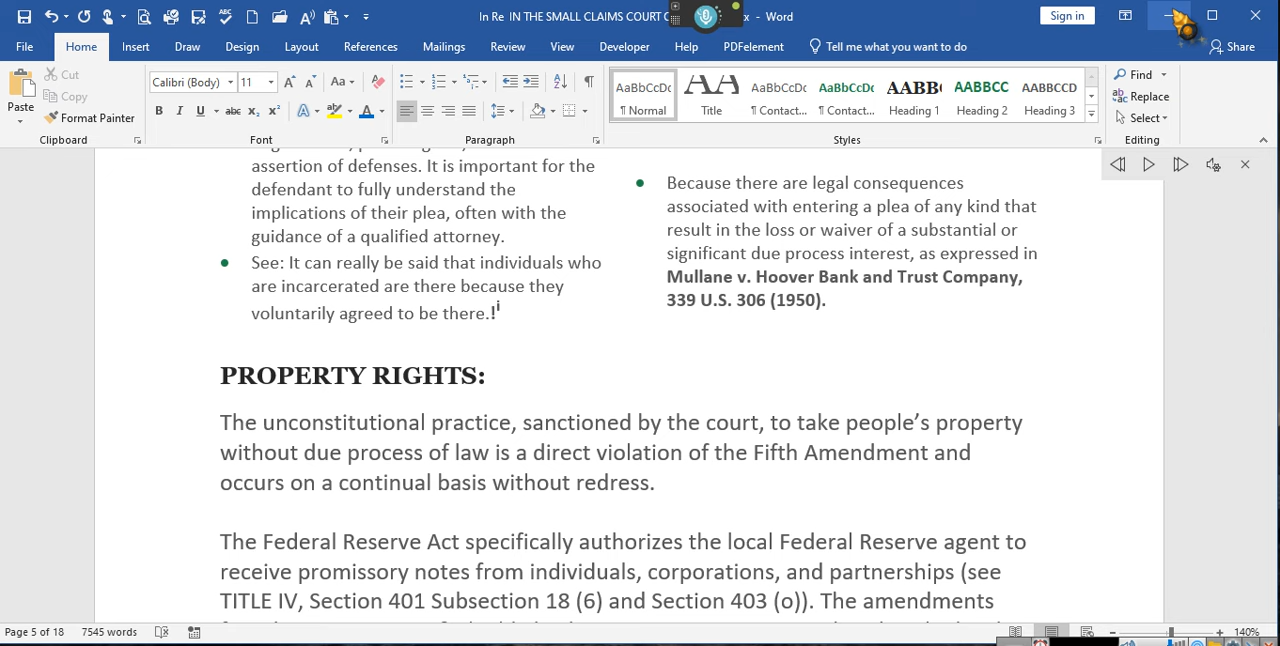 In Re IN THE SMALL CLAIMS COURT
x - Word
Sign in
File Home Insert Draw Design Layout References Mailings Review View Developer Help PDFelement Tell me what you want to do
Share
Cut
Copy
Format Painter
Paste
Calibri (Body) 11
Clipboard
Font
Paragraph
AaBbCcDc AA AaBbCcDc AaBbCcDc AABB AABBCC AABBCCD
¶ Normal Title ¶ Contact... ¶ Contact... Heading 1 Heading 2 Heading 3
Styles
Find
Replace
Select
Editing
assertion of defenses. It is important for the
defendant to fully understand the
implications of their plea, often with the
guidance of a qualified attorney.
• See: It can really be said that individuals who
are incarcerated are there because they
voluntarily agreed to be there.!i
• Because there are legal consequences
associated with entering a plea of any kind that
result in the loss or waiver of a substantial or
significant due process interest, as expressed in
Mullane v. Hoover Bank and Trust Company,
339 U.S. 306 (1950).
PROPERTY RIGHTS:
The unconstitutional practice, sanctioned by the court, to take people’s property
without due process of law is a direct violation of the Fifth Amendment and
occurs on a continual basis without redress.
The Federal Reserve Act specifically authorizes the local Federal Reserve agent to
receive promissory notes from individuals, corporations, and partnerships (see
TITLE IV, Section 401 Subsection 18 (6) and Section 403 (o)). The amendments
Page 5 of 18 7545 words
140%